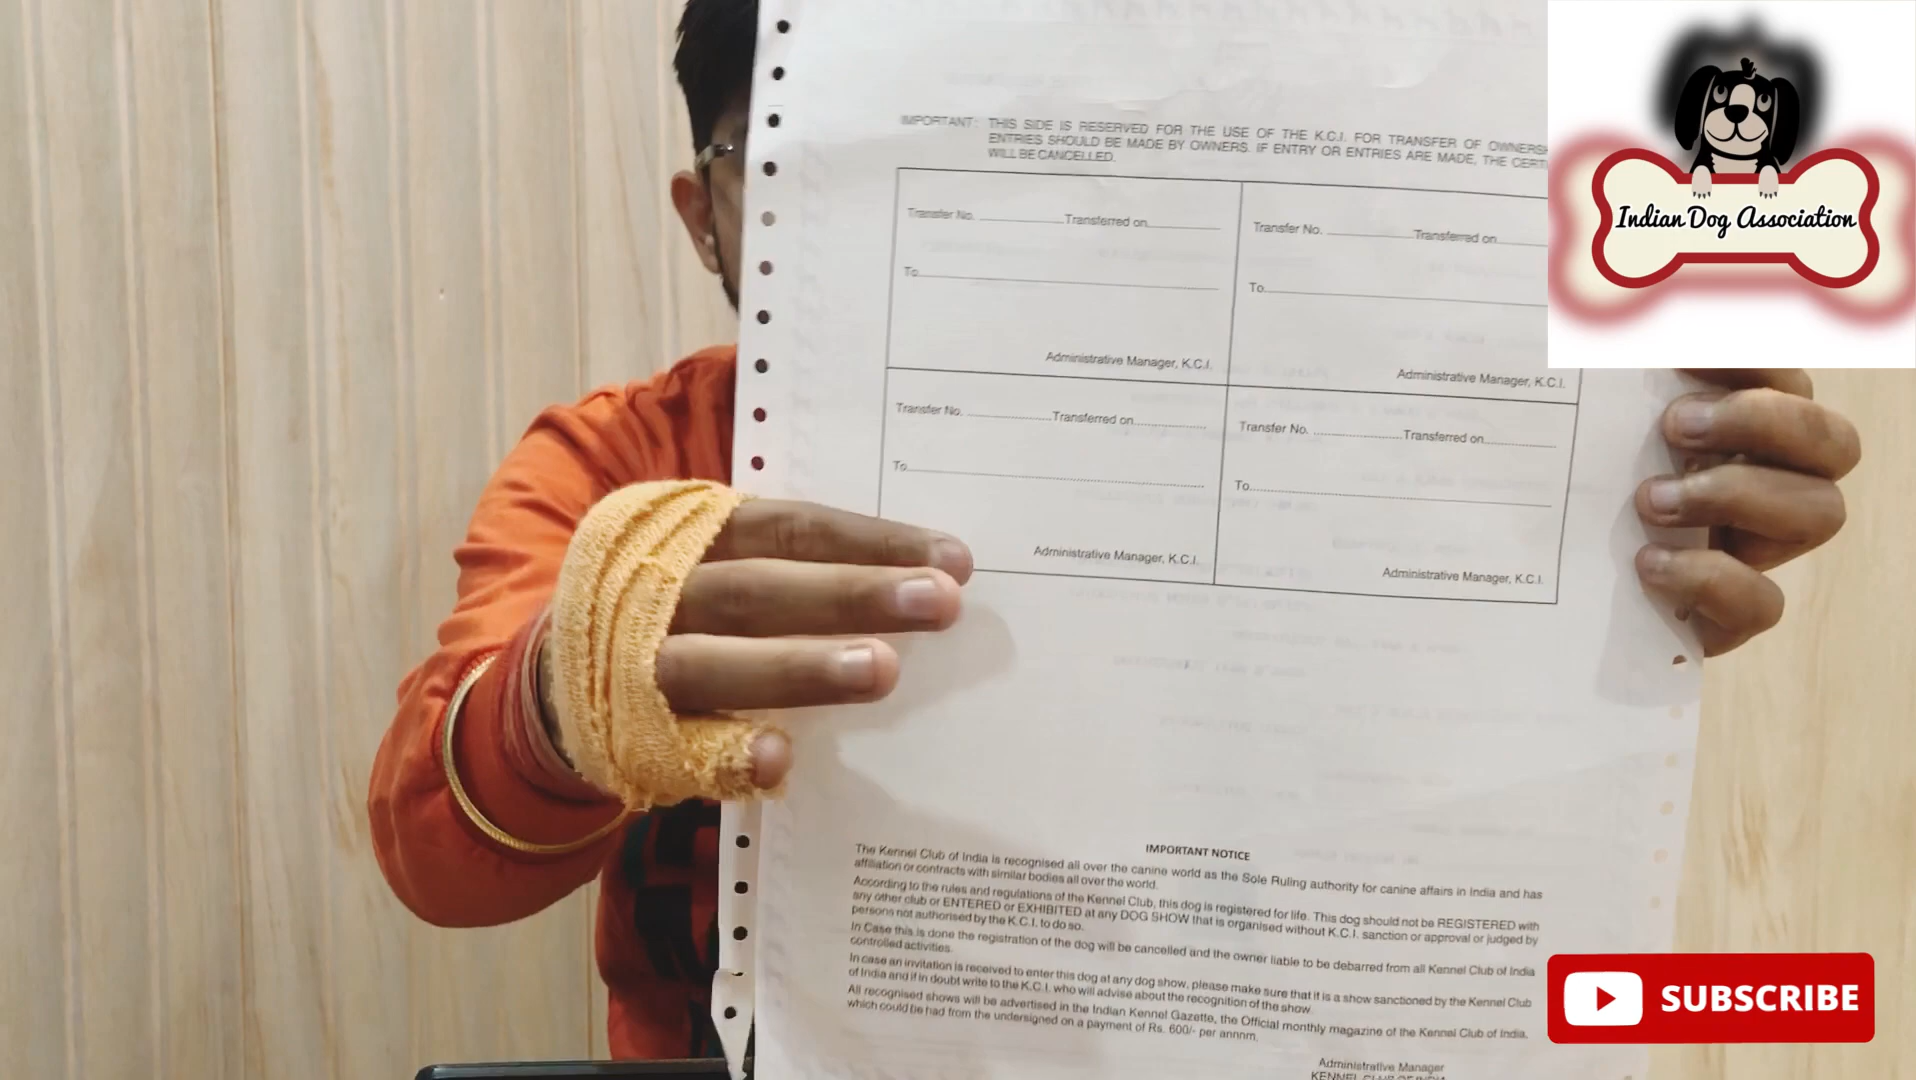 IMPORTANT: THIS SIDE IS RESERVED FOR THE USE OF THE K.C.I. FOR TRANSFER OF
ENTRIES SHOULD BE MADE BY OWNERS. IF ENTRY OR ENTRIES ARE MADE, THE
WILL BE CANCELLED.
Transfer No. Transferred on
To
Administrative Manager, K.C.I.
Transfer No. Transferred on
To
Administrative Manager, K.C.I.
Transfer No. Transferred on
To
Administrative Manager, K.C.I.
Transfer No. Transferred on
To
Administrative Manager, K.C.I.
IMPORTANT NOTICE
The Kennel Club of India is recognised all over the canine world as the Sole Ruling authority for canine affairs in India and has
affiliation or contracts with similar bodies all over the world.
According to the rules and regulations of the Kennel Club, this dog is registered for life. This dog should not be REGISTERED with
any other club or ENTERED or EXHIBITED at any DOG SHOW that is organised without K.C.I. sanction or approval or judged by
persons not authorised by the K.C.I. to do so.
In Case this is done the registration of the dog will be cancelled and the owner liable to be debarred from all Kennel Club of India
controlled activities.
In case an invitation is received to enter this dog at any dog show, please make sure that it is a show sanctioned by the Kennel Club
of India and if in doubt write to the K.C.I. who will advise about the recognition of the show.
All recognised shows will be advertised in the Indian Kennel Gazette, the Official monthly magazine of the Kennel Club of India,
which could be had from the undersigned on a payment of Rs. 600/- per annnm.
Administrative Manager
KENNEL CLUB OF INDIA
Indian Dog Association
SUBSCRIBE